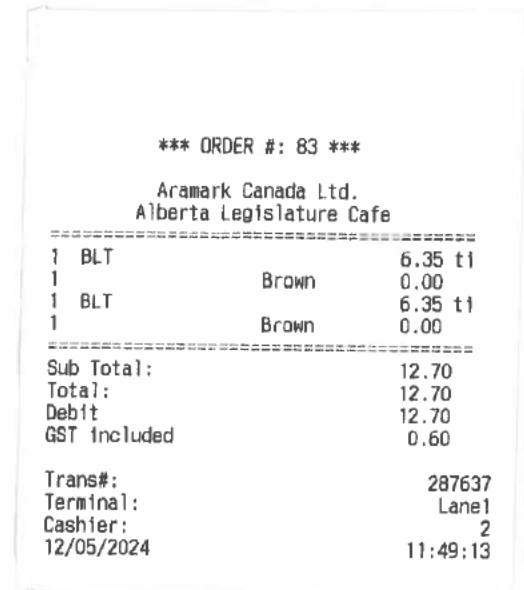 *** ORDER #: 83 ***
Aramark Canada Ltd.
Alberta Legislature Cafe
==========================================
1 BLT 6.35 ti
1 Brown 0.00
1 BLT 6.35 ti
1 Brown 0.00
==========================================
Sub Total: 12.70
Total: 12.70
Debit 12.70
GST included 0.60
Trans#: 287637
Terminal: Lane1
Cashier: 2
12/05/2024 11:49:13